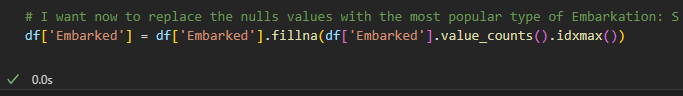 # I want now to replace the nulls values with the most popular type of Embarkation: S
df['Embarked'] = df['Embarked'].fillna(df['Embarked'].value_counts().idxmax())
✓ 0.0s